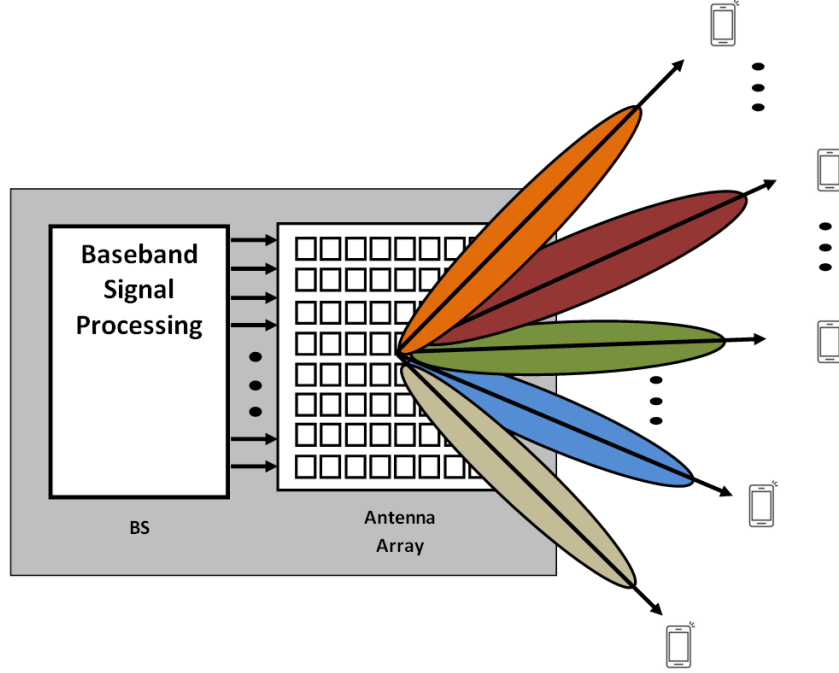 Baseband
Signal
Processing
BS
Antenna
Array